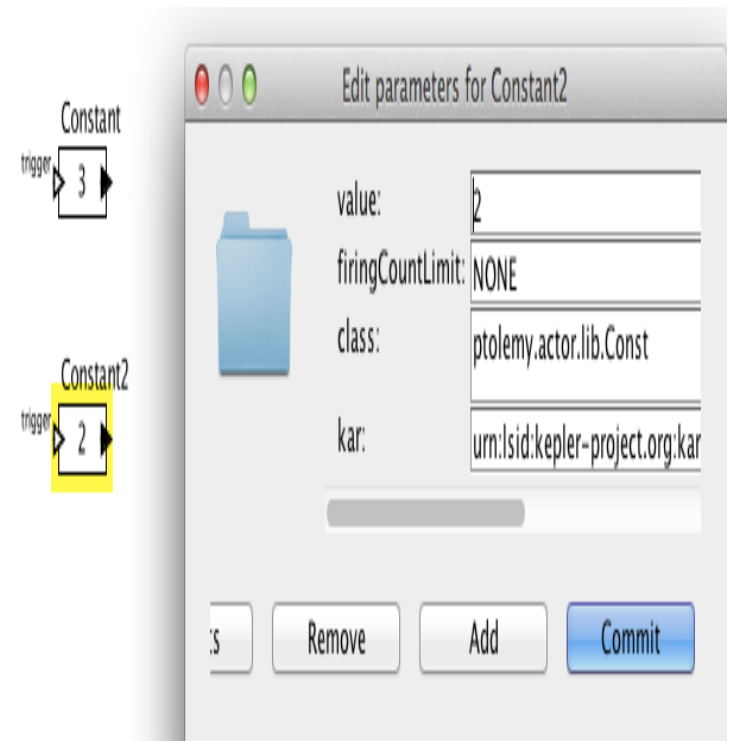 Edit parameters for Constant2
Constant
trigger
3
value:
2
firingCountLimit:
NONE
class:
ptolemy.actor.lib.Const
Constant2
trigger
2
kar:
urn:lsid:kepler-project.org:kar
Remove
Add
Commit